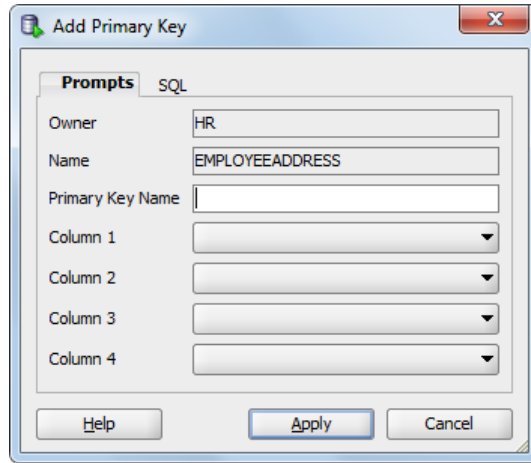 Add Primary Key
Prompts SQL
Owner HR
Name EMPLOYEEADDRESS
Primary Key Name
Column 1
Column 2
Column 3
Column 4
Help Apply Cancel